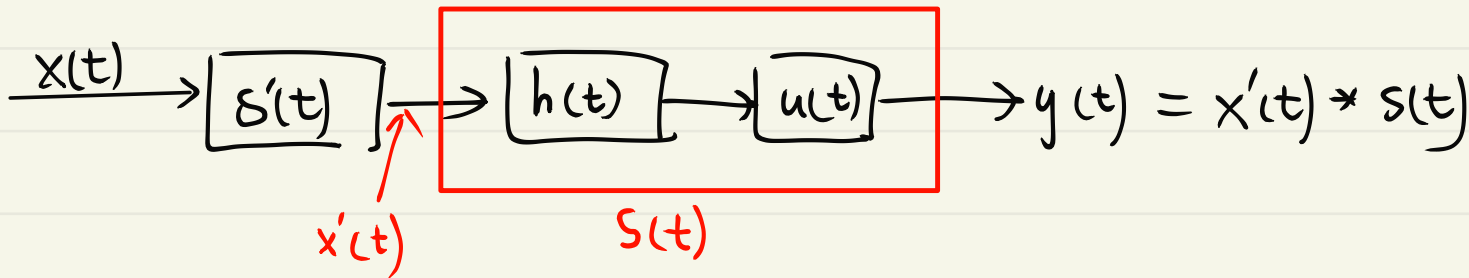 x(t) δ'(t) h(t) u(t) y(t) = x'(t) * s(t)
x'(t) s(t)